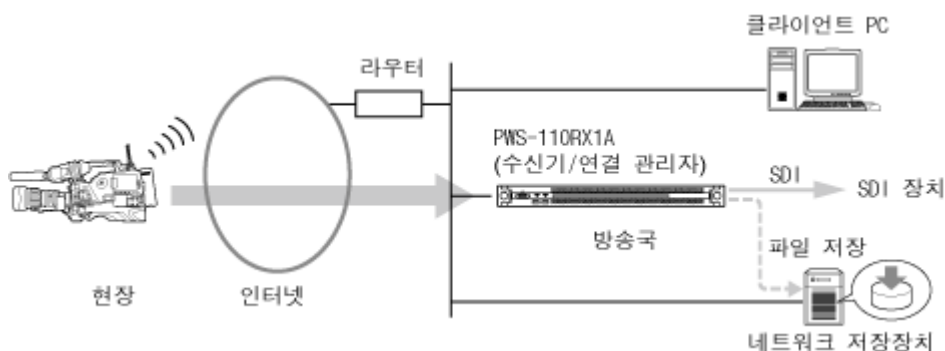 클라이언트 PC
라우터
PWS-110RX1A
(수신기/연결 관리자)
SDI
SDI 장치
방송국
파일 저장
현장
인터넷
네트워크 저장장치